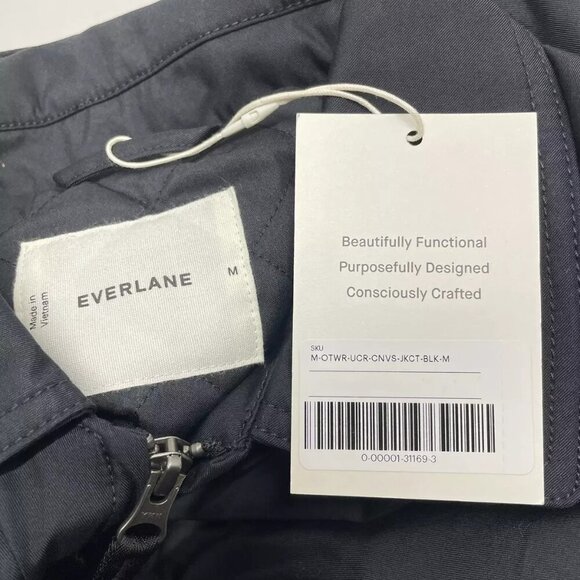 EVERLANE
M
Made in
Vietnam
Beautifully Functional
Purposefully Designed
Consciously Crafted
SKU
M-OTWR-UCR-CNVS-JKCT-BLK-M
0-00001-31169-3
YKK